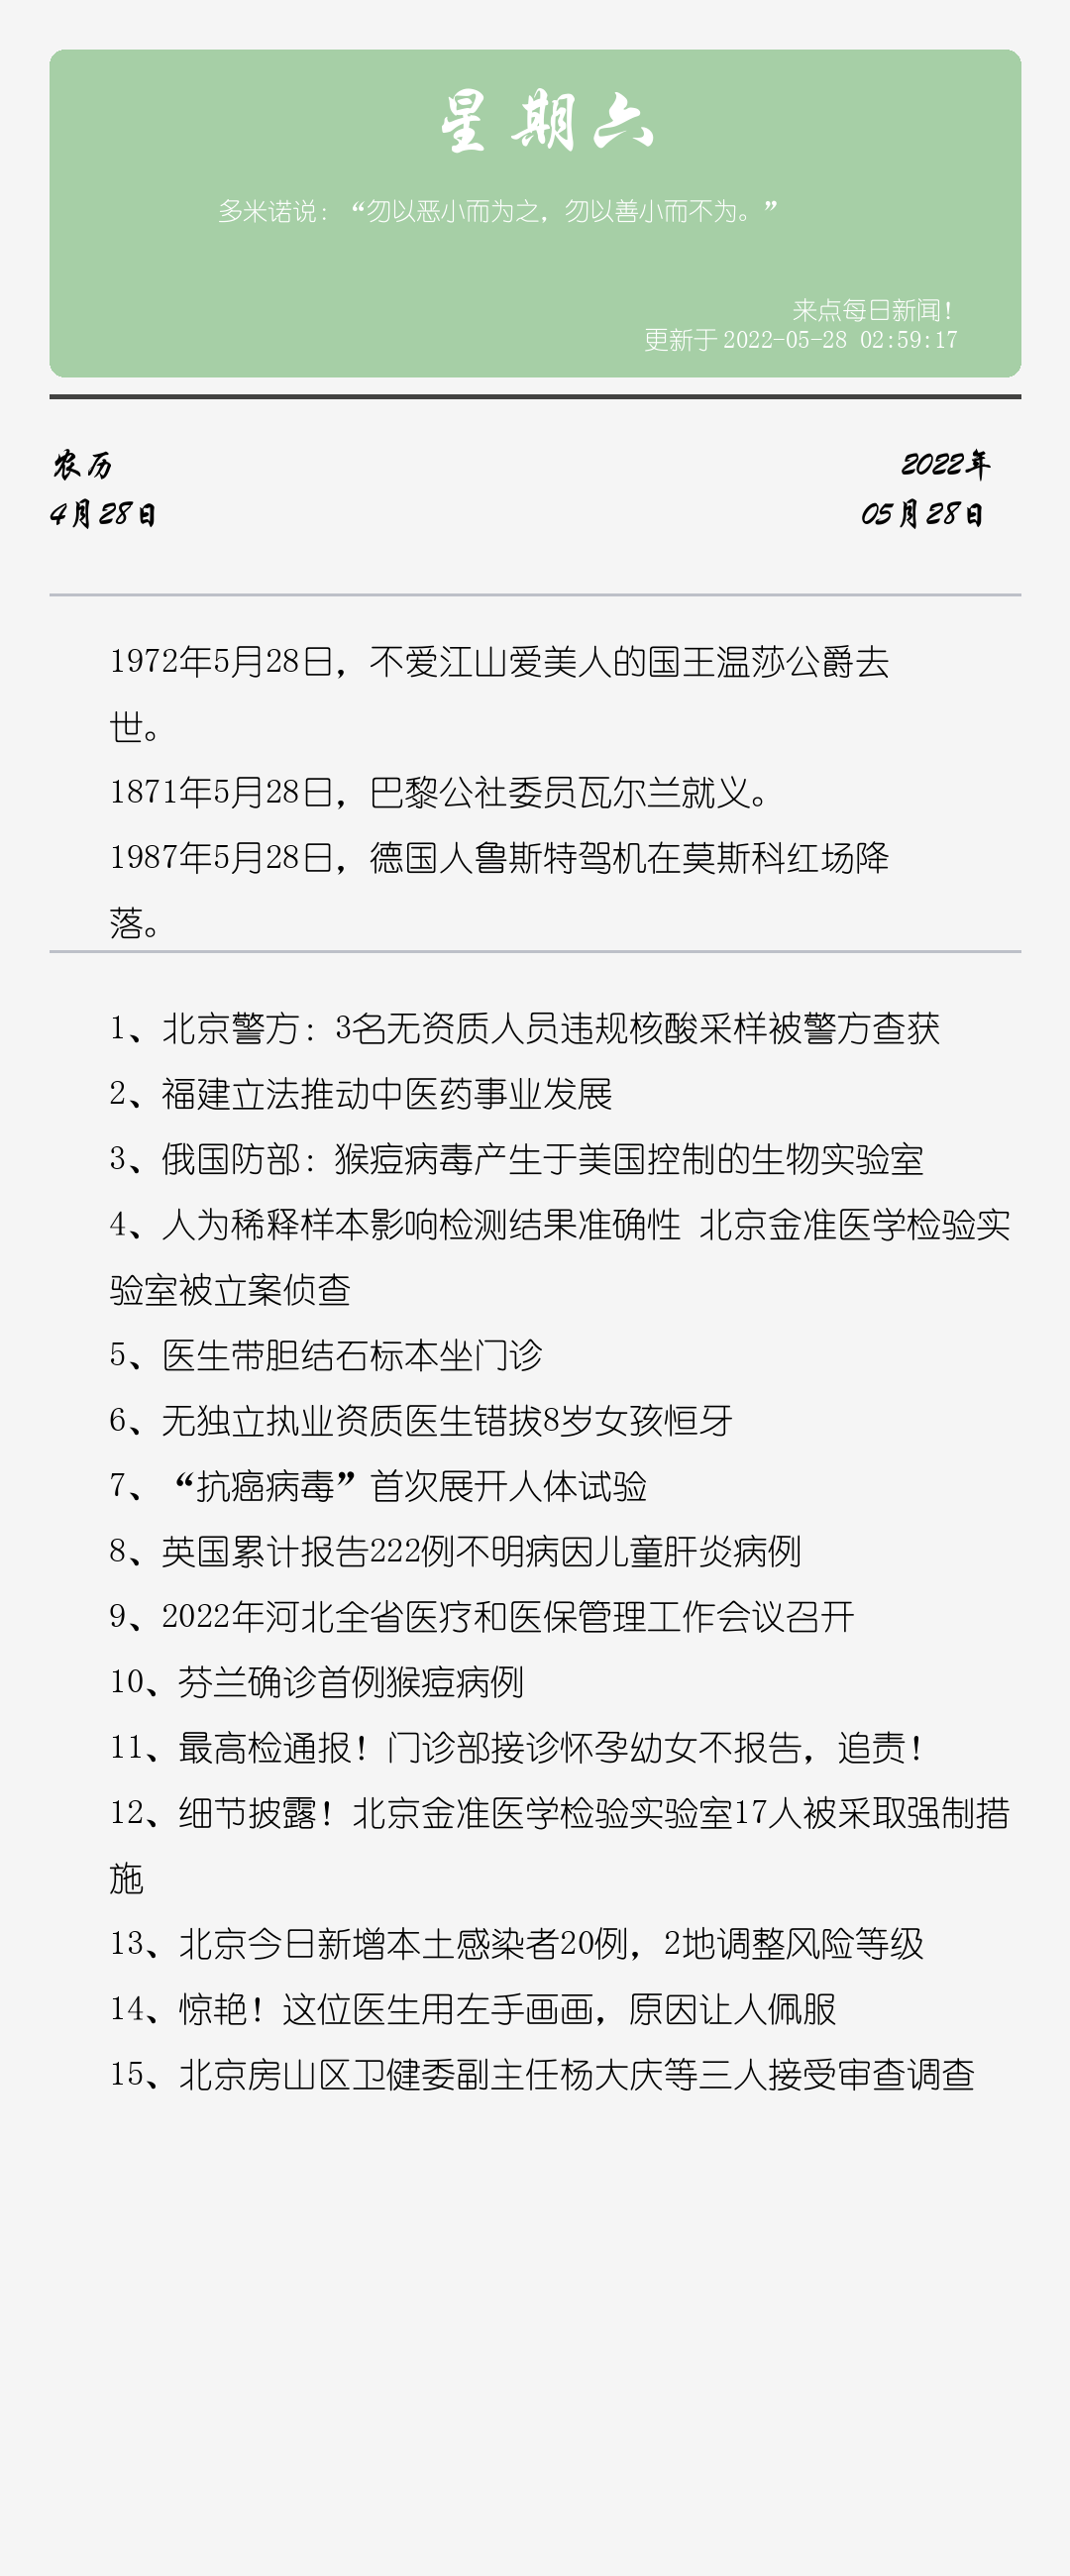 星期六
多米诺说：“勿以恶小而为之，勿以善小而不为。”
来点每日新闻！
更新于 2022-05-28 02:59:17
农历
4月28日
2022年
05月28日
1972年5月28日，不爱江山爱美人的国王温莎公爵去
世。
1871年5月28日，巴黎公社委员瓦尔兰就义。
1987年5月28日，德国人鲁斯特驾机在莫斯科红场降
落。
1、北京警方：3名无资质人员违规核酸采样被警方查获
2、福建立法推动中医药事业发展
3、俄国防部：猴痘病毒产生于美国控制的生物实验室
4、人为稀释样本影响检测结果准确性 北京金准医学检验实
验室被立案侦查
5、医生带胆结石标本坐门诊
6、无独立执业资质医生错拔8岁女孩恒牙
7、“抗癌病毒”首次展开人体试验
8、英国累计报告222例不明病因儿童肝炎病例
9、2022年河北全省医疗和医保管理工作会议召开
10、芬兰确诊首例猴痘病例
11、最高检通报！门诊部接诊怀孕幼女不报告，追责！
12、细节披露！北京金准医学检验实验室17人被采取强制措
施
13、北京今日新增本土感染者20例，2地调整风险等级
14、惊艳！这位医生用左手画画，原因让人佩服
15、北京房山区卫健委副主任杨大庆等三人接受审查调查